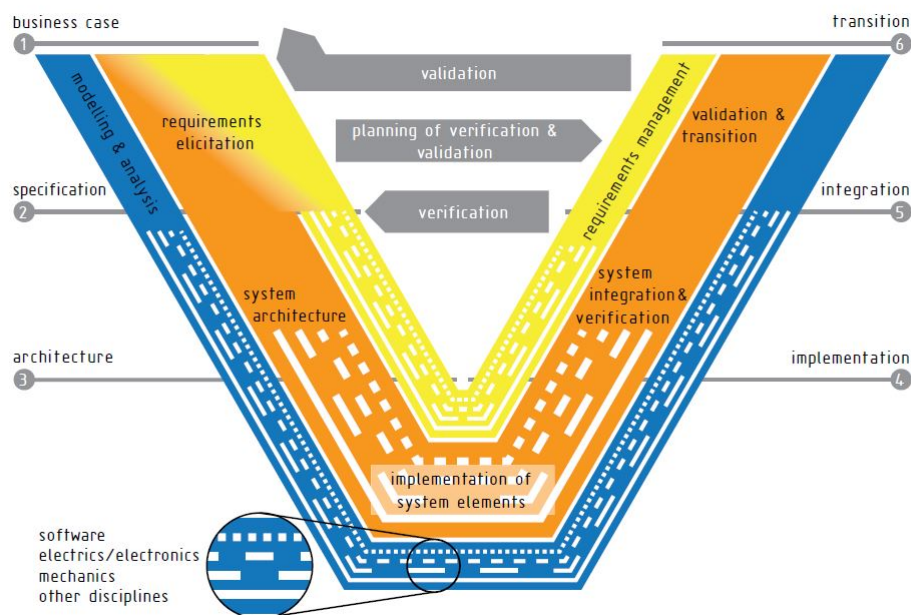 business case
1
transition
6
validation
modelling & analysis
requirements
elicitation
planning of verification &
validation
requirements management
validation &
transition
specification
2
verification
integration
5
system
architecture
system
integration &
verification
architecture
3
implementation
4
implementation of
system elements
software
electrics/electronics
mechanics
other disciplines